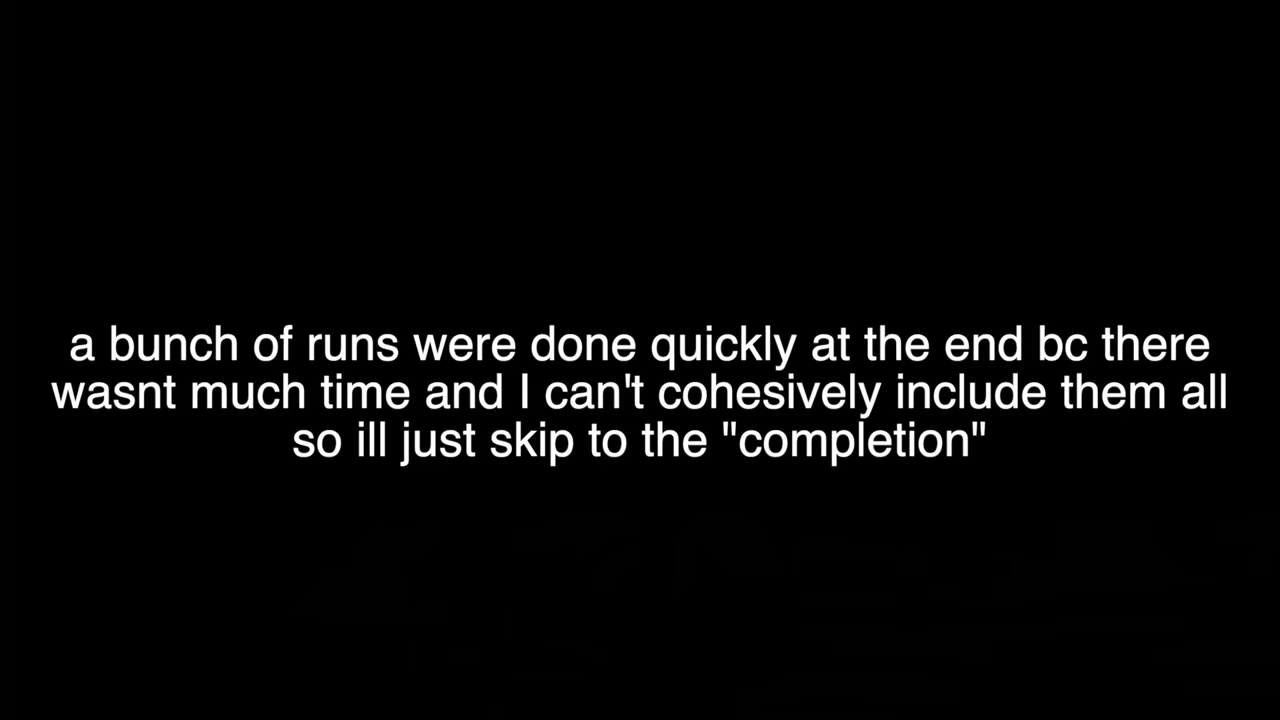 a bunch of runs were done quickly at the end bc there
wasnt much time and I can't cohesively include them all
so ill just skip to the "completion"